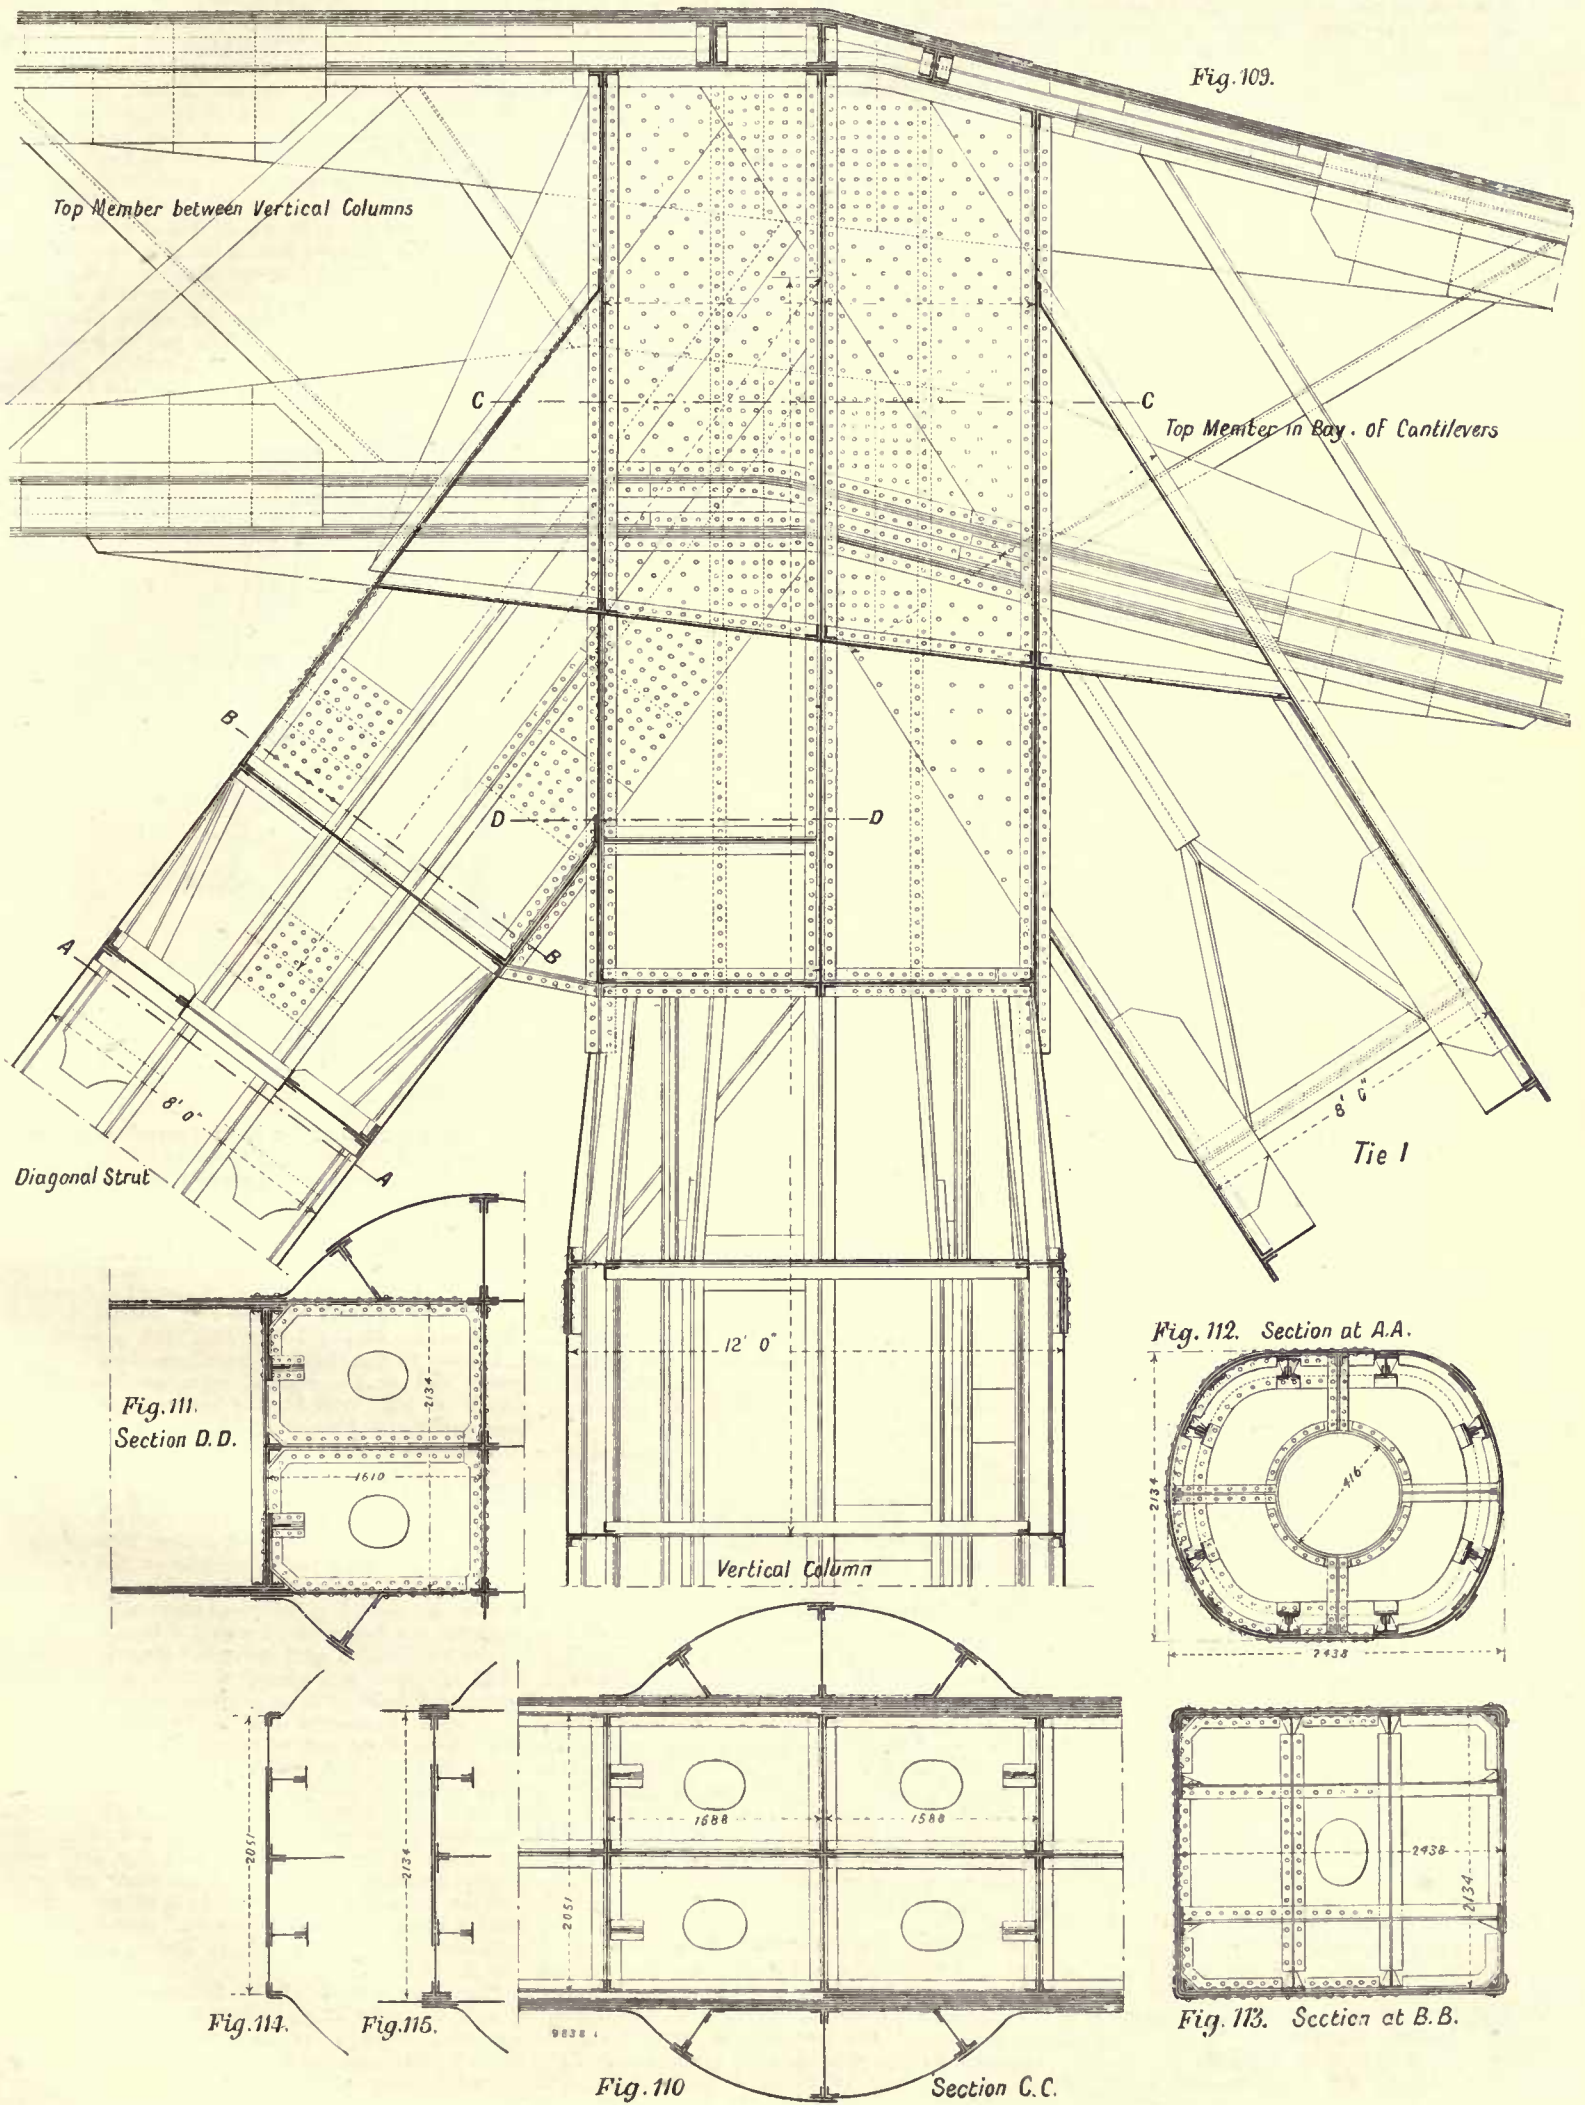 Fig. 109.
Top Member between Vertical Columns
C
C
Top Member in Bay. of Cantilevers
B
D
D
B
A
8' 0"
8' 0"
Tie 1
Diagonal Strut
A
12' 0"
Fig. 111.
Section D.D.
2134
1610
Vertical Column
Fig. 112. Section at A.A.
2134
416
2438
2051
Fig. 114.
2134
Fig. 115.
1688
1588
2051
9838
Fig. 110
Section C.C.
2438
2134
Fig. 113. Section at B.B.